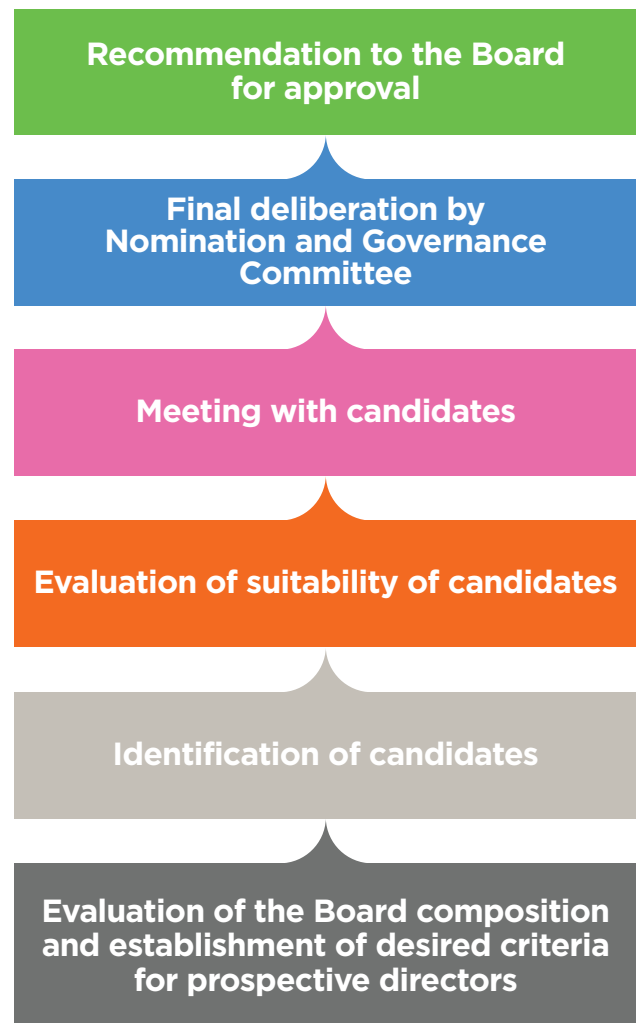 Recommendation to the Board
for approval
Final deliberation by
Nomination and Governance
Committee
Meeting with candidates
Evaluation of suitability of candidates
Identification of candidates
Evaluation of the Board composition
and establishment of desired criteria
for prospective directors